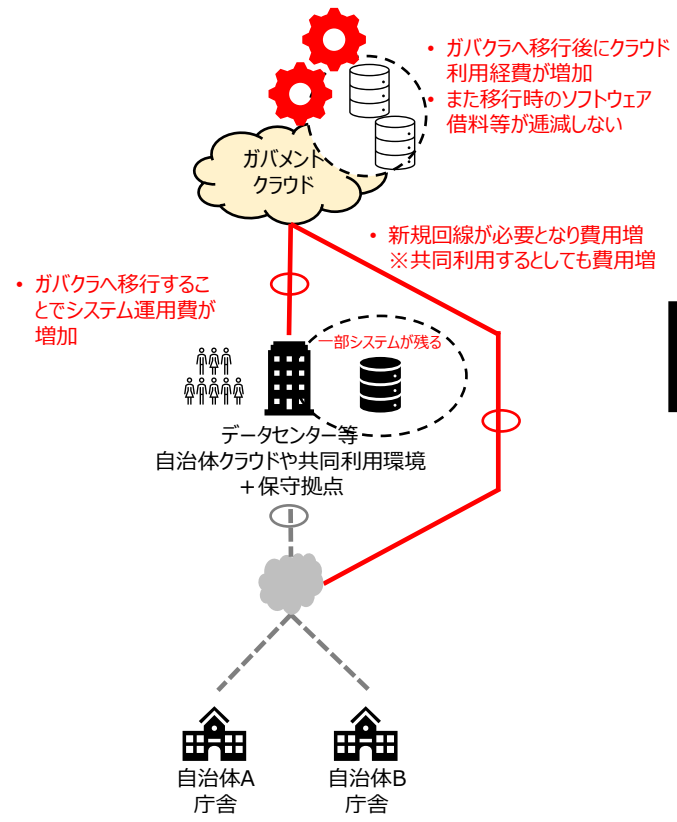 • ガバクラへ移行後にクラウド
利用経費が増加
• また移行時のソフトウェア
借料等が逓減しない
ガバメント
クラウド
• 新規回線が必要となり費用増
※共同利用するとしても費用増
• ガバクラへ移行するこ
とでシステム運用費が
増加
一部システムが残る
データセンター等
自治体クラウドや共同利用環境
＋保守拠点
自治体A
庁舎
自治体B
庁舎